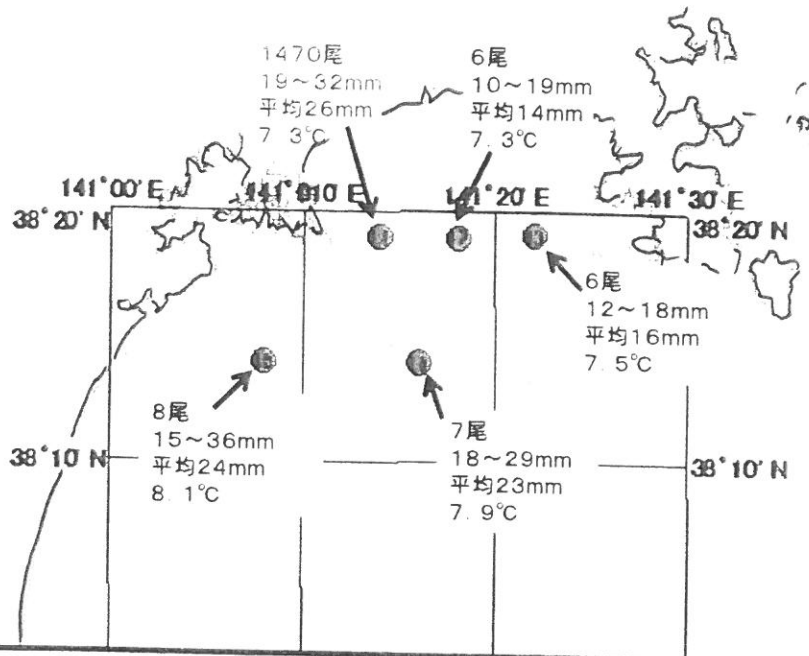 1470尾
19～32mm
平均26mm
7.3℃
6尾
10～19mm
平均14mm
7.3℃
141°00' E
141°10' E
141°20' E
141°30' E
38°20' N
38°20' N
6尾
12～18mm
平均16mm
7.5℃
8尾
15～36mm
平均24mm
8.1℃
7尾
18～29mm
平均23mm
7.9℃
38°10' N
38°10' N